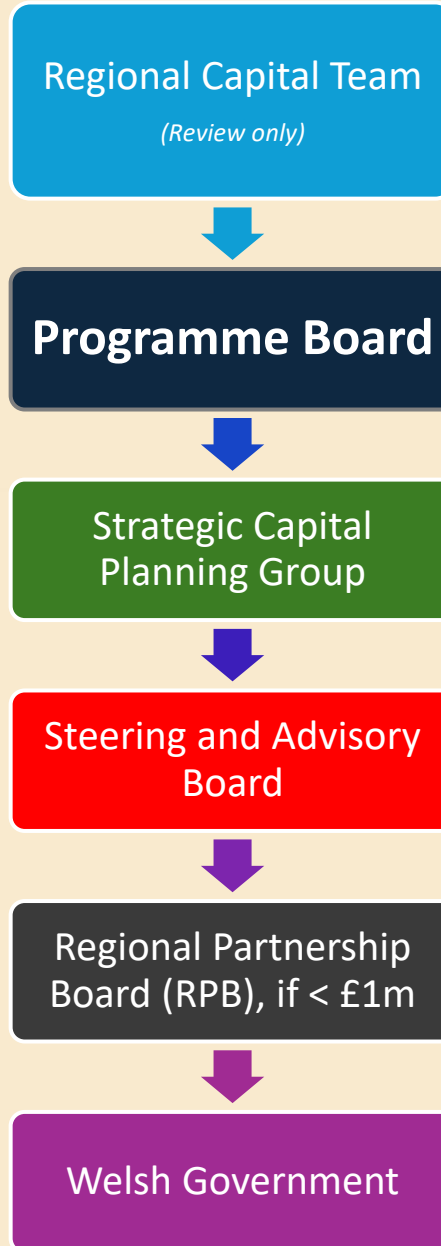 Regional Capital Team
(Review only)
Programme Board
Strategic Capital
Planning Group
Steering and Advisory
Board
Regional Partnership
Board (RPB), if < £1m
Welsh Government